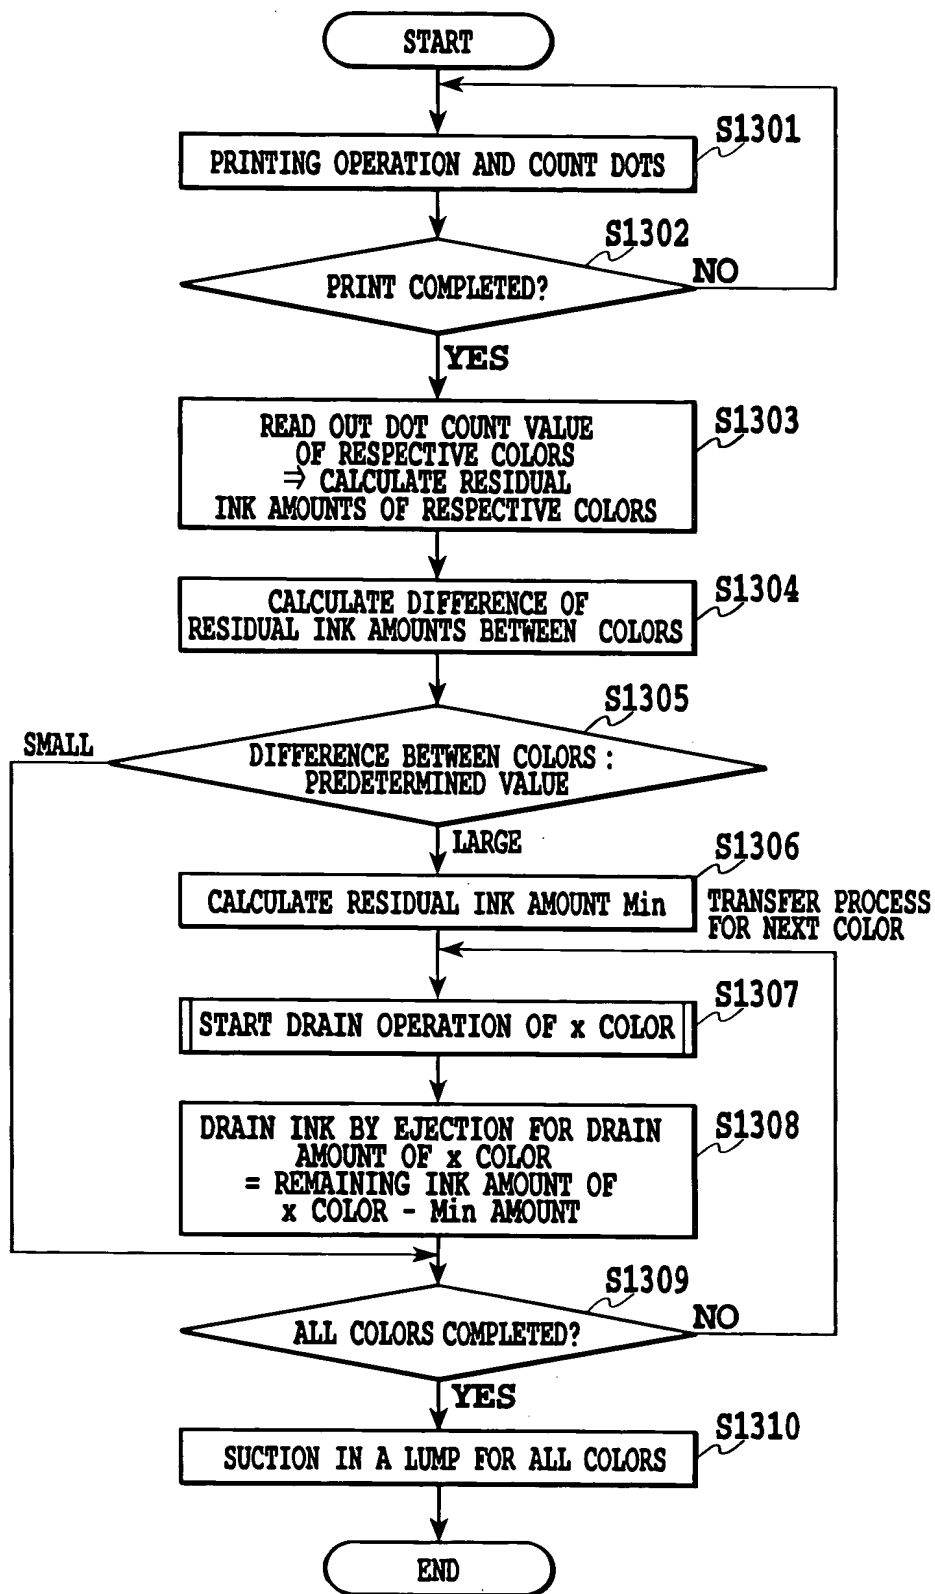 START
S1301
PRINTING OPERATION AND COUNT DOTS
S1302
PRINT COMPLETED?
NO
YES
S1303
READ OUT DOT COUNT VALUE
OF RESPECTIVE COLORS
⇒ CALCULATE RESIDUAL
INK AMOUNTS OF RESPECTIVE COLORS
S1304
CALCULATE DIFFERENCE OF
RESIDUAL INK AMOUNTS BETWEEN COLORS
S1305
SMALL
DIFFERENCE BETWEEN COLORS :
PREDETERMINED VALUE
LARGE
S1306
CALCULATE RESIDUAL INK AMOUNT Min
TRANSFER PROCESS
FOR NEXT COLOR
S1307
START DRAIN OPERATION OF x COLOR
S1308
DRAIN INK BY EJECTION FOR DRAIN
AMOUNT OF x COLOR
= REMAINING INK AMOUNT OF
x COLOR - Min AMOUNT
S1309
ALL COLORS COMPLETED?
NO
YES
S1310
SUCTION IN A LUMP FOR ALL COLORS
END